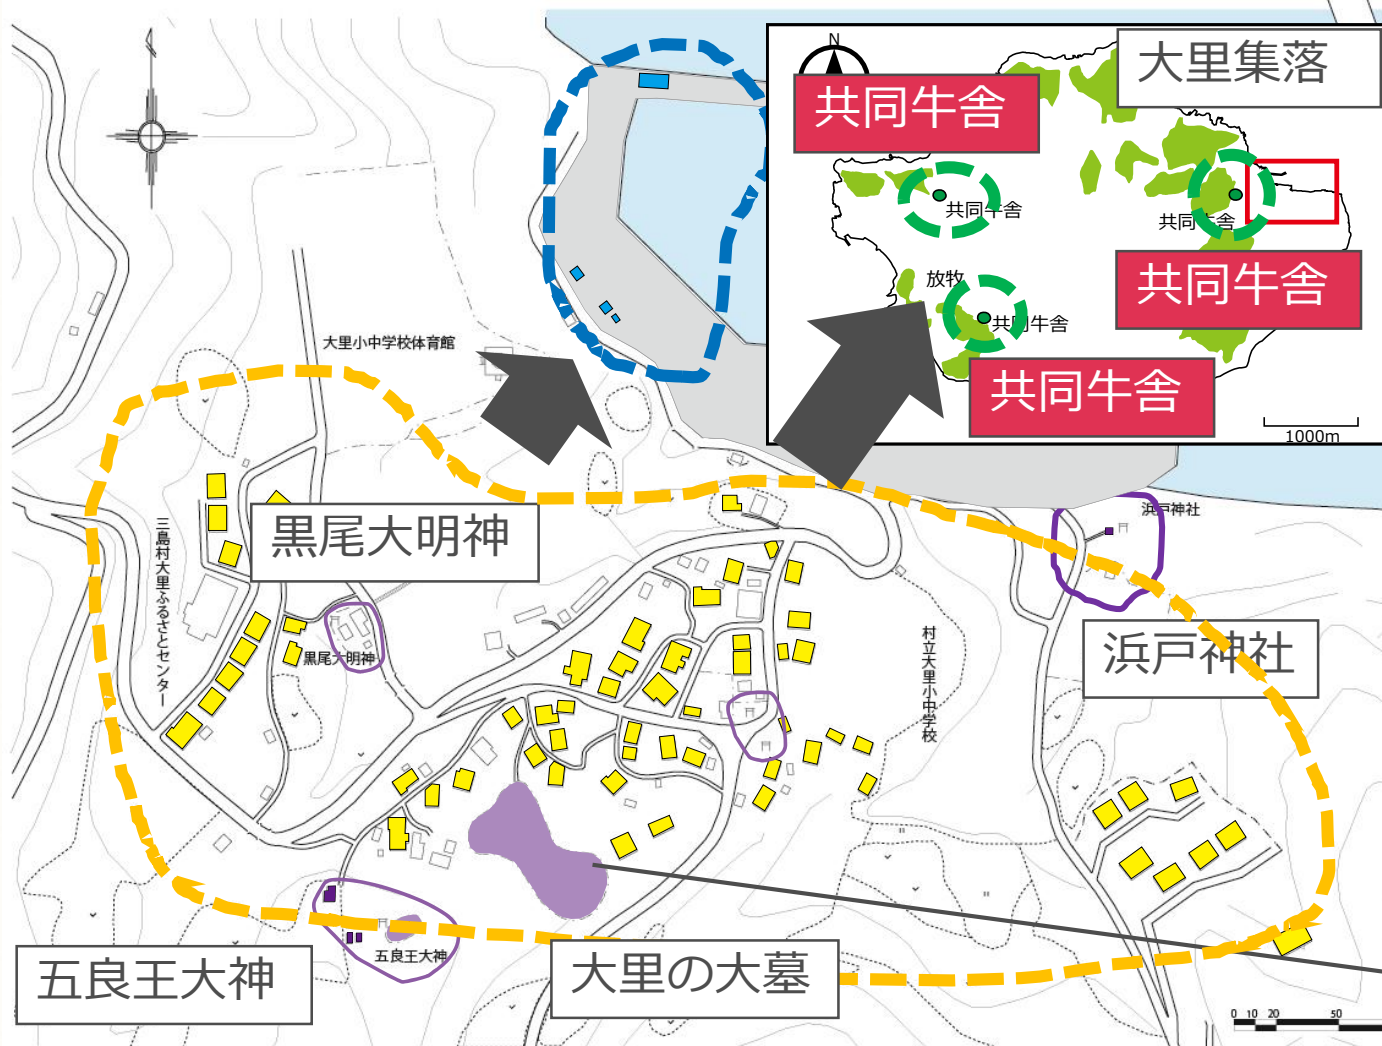 N
大里集落
共同牛舎
共同牛舎
共同牛舎
放牧
共同牛舎
共同牛舎
共同牛舎
1000m
大里小中学校体育館
浜戸神社
黒尾大明神
三島村大里ふるさとセンター
黒尾大明神
村立大里小中学校
浜戸神社
五良王大神
五良王大神
大里の大墓
0 10 20 50